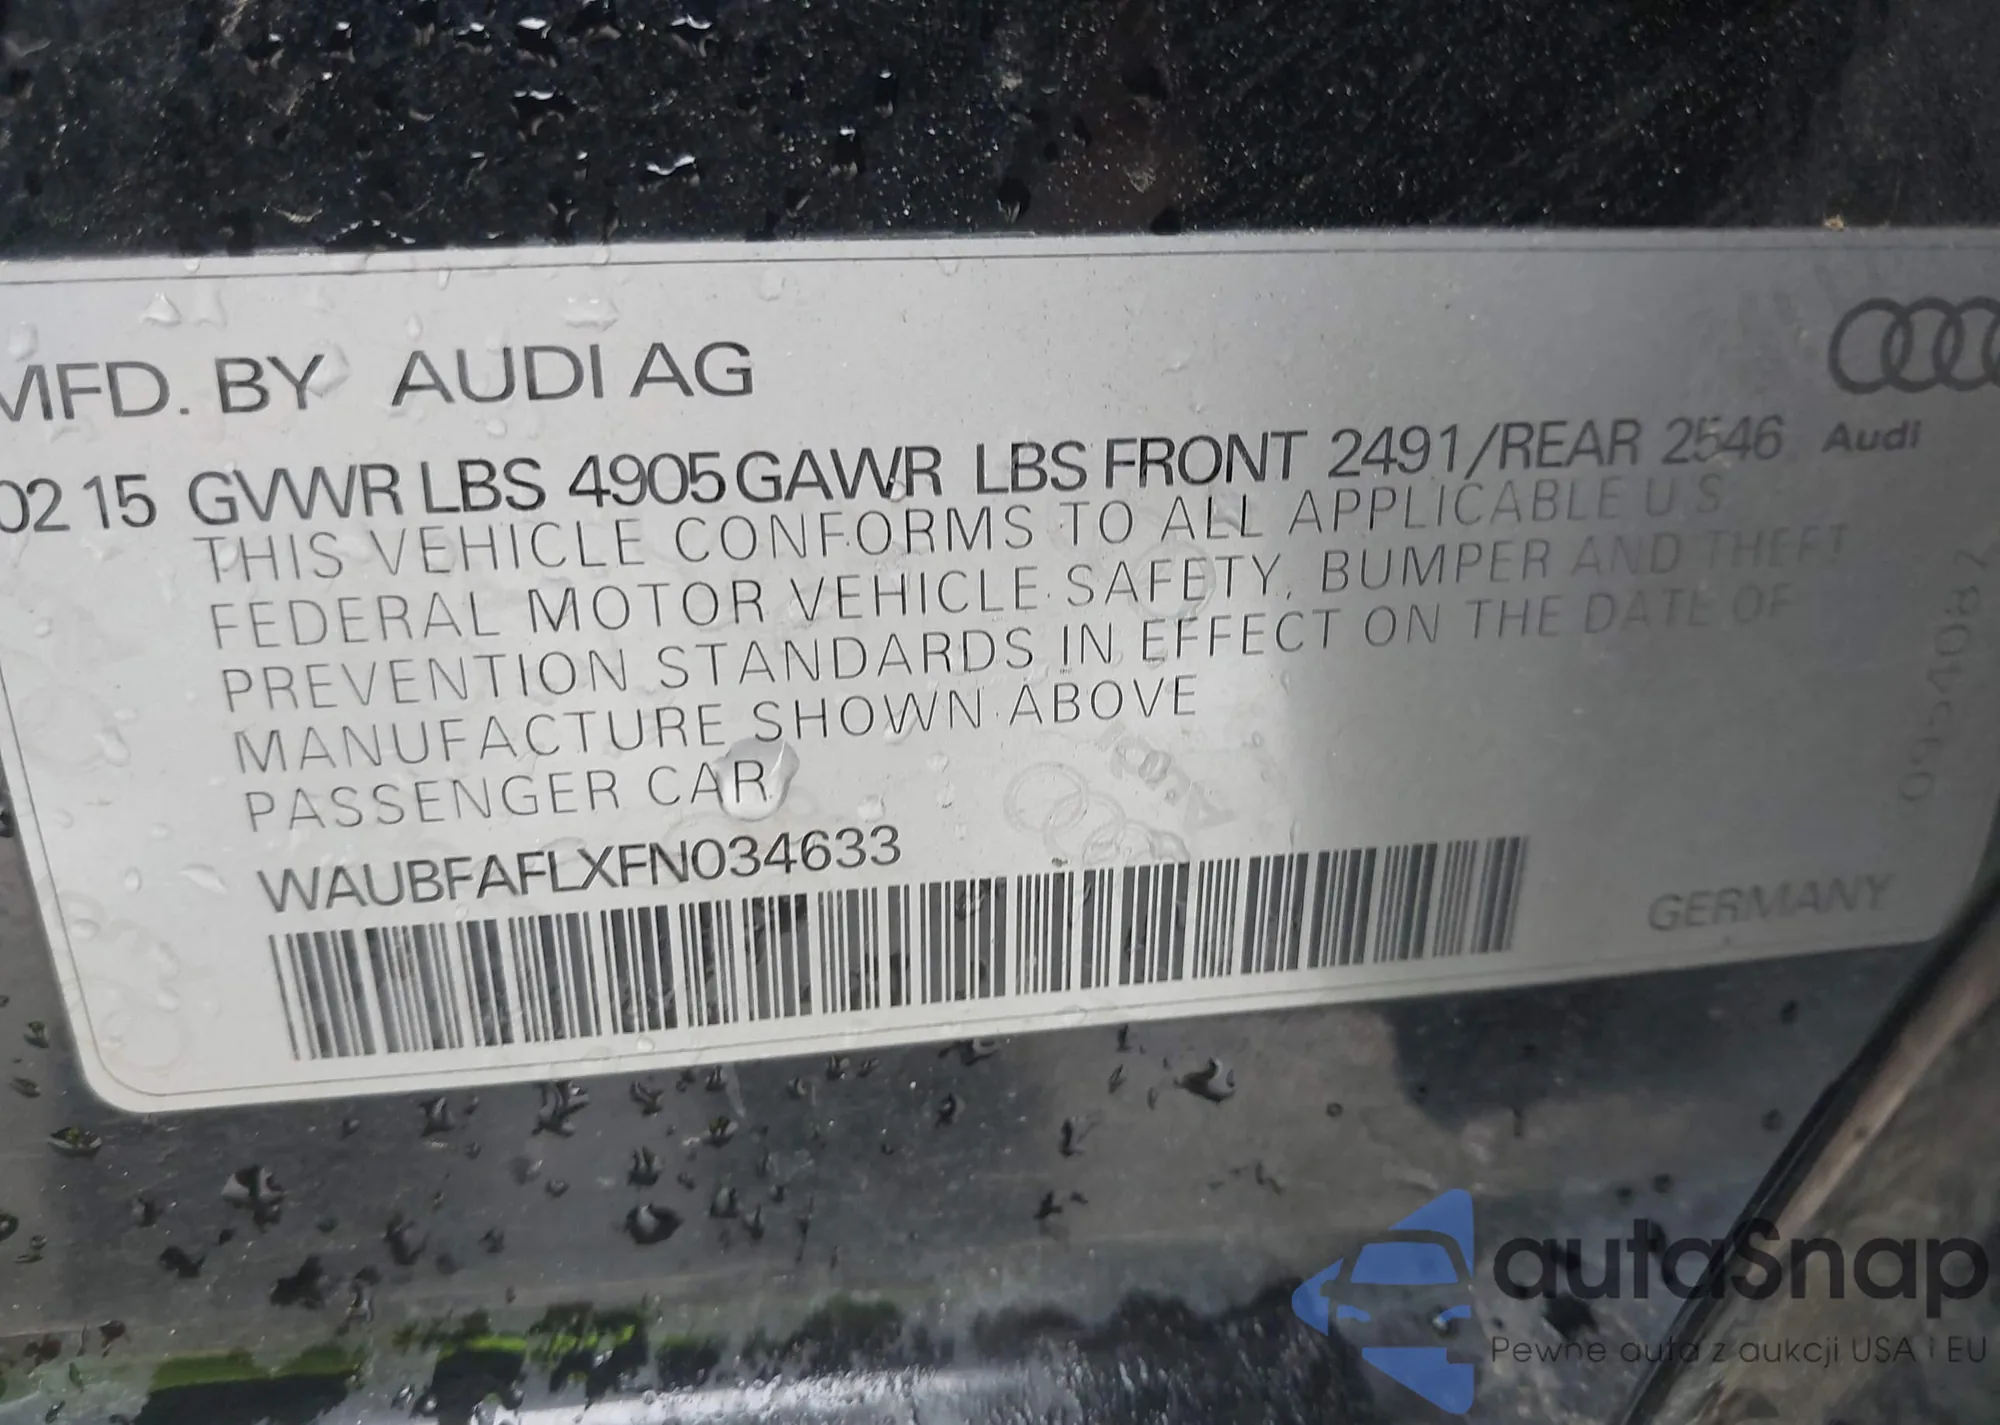 MFD. BY AUDI AG
02 15 GVWR LBS 4905 GAWR LBS FRONT 2491/REAR 2546
Audi
THIS VEHICLE CONFORMS TO ALL APPLICABLE U S
FEDERAL MOTOR VEHICLE SAFETY, BUMPER AND THEFT
PREVENTION STANDARDS IN EFFECT ON THE DATE OF
MANUFACTURE SHOWN ABOVE
PASSENGER CAR
WAUBFAFLXFN034633
Audi
GERMANY
autaSnap
Pewne auta z aukcji USA i EU